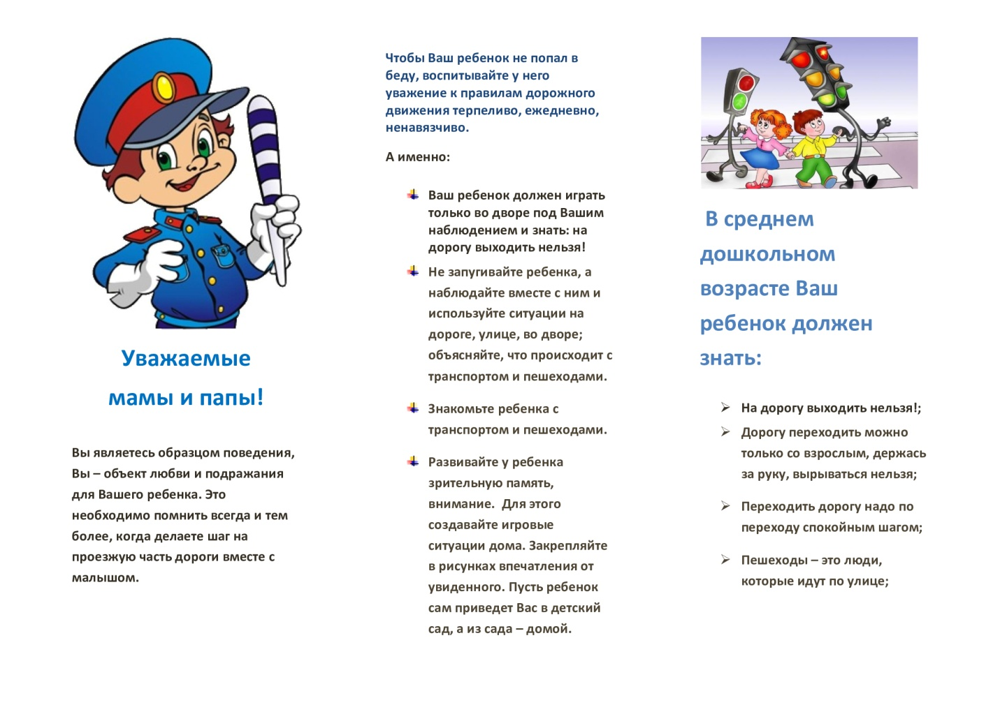 Уважаемые
мамы и папы!
Вы являетесь образцом поведения,
Вы – объект любви и подражания
для Вашего ребенка. Это
необходимо помнить всегда и тем
более, когда делаете шаг на
проезжую часть дороги вместе с
малышом.
Чтобы Ваш ребенок не попал в
беду, воспитывайте у него
уважение к правилам дорожного
движения терпеливо, ежедневно,
ненавязчиво.
А именно:
Ваш ребенок должен играть
только во дворе под Вашим
наблюдением и знать: на
дорогу выходить нельзя!
Не запугивайте ребенка, а
наблюдайте вместе с ним и
используйте ситуации на
дороге, улице, во дворе;
объясняйте, что происходит с
транспортом и пешеходами.
Знакомьте ребенка с
транспортом и пешеходами.
Развивайте у ребенка
зрительную память,
внимание.  Для этого
создавайте игровые
ситуации дома. Закрепляйте
в рисунках впечатления от
увиденного. Пусть ребенок
сам приведет Вас в детский
сад, а из сада – домой.
В среднем
дошкольном
возрасте Ваш
ребенок должен
знать:
На дорогу выходить нельзя!;
Дорогу переходить можно
только со взрослым, держась
за руку, вырываться нельзя;
Переходить дорогу надо по
переходу спокойным шагом;
Пешеходы – это люди,
которые идут по улице;